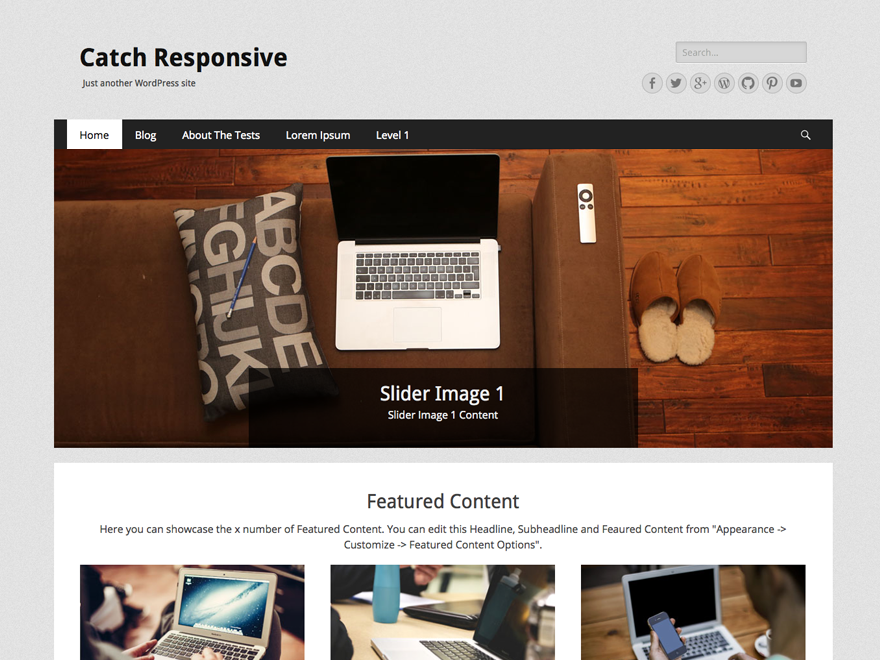 Catch Responsive
Just another WordPress site
Search...
Home Blog About The Tests Lorem Ipsum Level 1
ABCDE
FGHIJKL
Slider Image 1
Slider Image 1 Content
Featured Content
Here you can showcase the x number of Featured Content. You can edit this Headline, Subheadline and Feaured Content from "Appearance ->
Customize -> Featured Content Options".